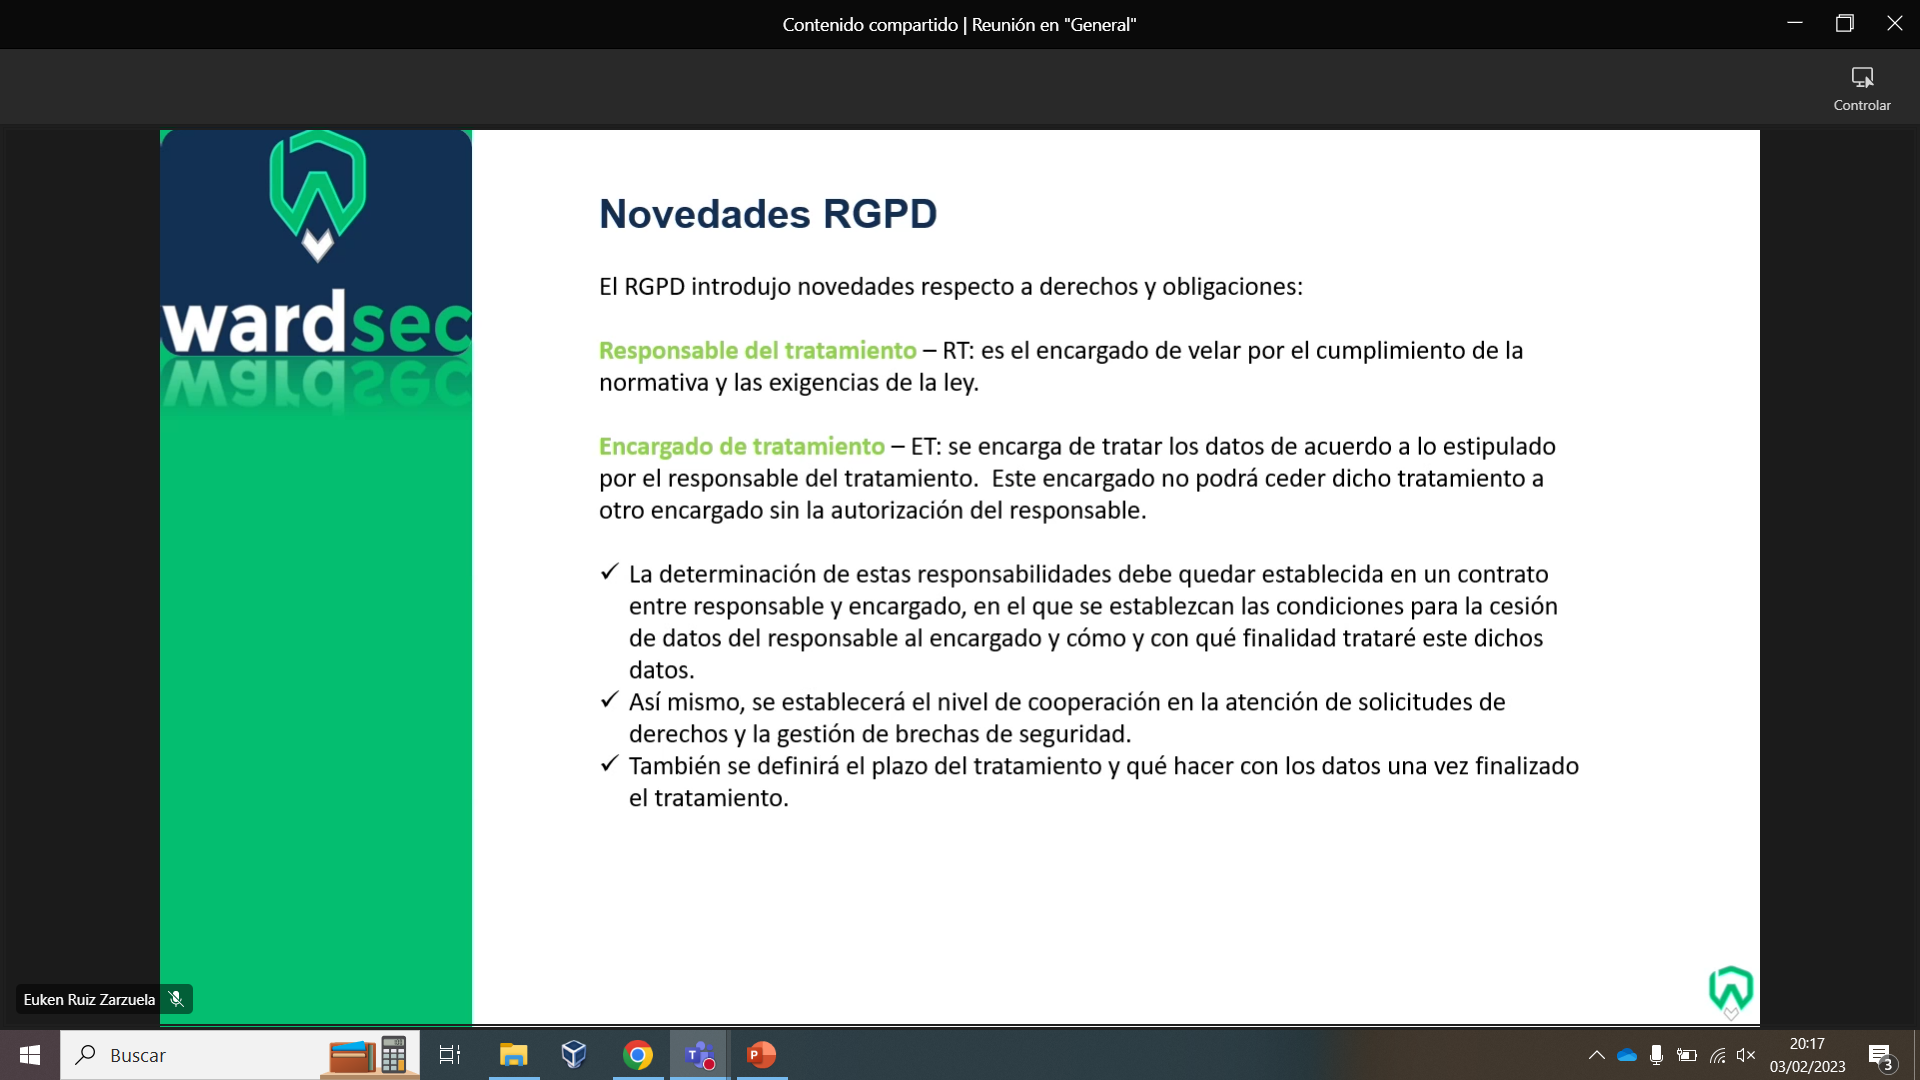 Contenido compartido | Reunión en "General"
Controlar
wardsec
Novedades RGPD
El RGPD introdujo novedades respecto a derechos y obligaciones:
Responsable del tratamiento – RT: es el encargado de velar por el cumplimiento de la
normativa y las exigencias de la ley.
Encargado de tratamiento – ET: se encarga de tratar los datos de acuerdo a lo estipulado
por el responsable del tratamiento.  Este encargado no podrá ceder dicho tratamiento a
otro encargado sin la autorización del responsable.
✓ La determinación de estas responsabilidades debe quedar establecida en un contrato
entre responsable y encargado, en el que se establezcan las condiciones para la cesión
de datos del responsable al encargado y cómo y con qué finalidad trataré este dichos
datos.
✓ Así mismo, se establecerá el nivel de cooperación en la atención de solicitudes de
derechos y la gestión de brechas de seguridad.
✓ También se definirá el plazo del tratamiento y qué hacer con los datos una vez finalizado
el tratamiento.
Euken Ruiz Zarzuela
Buscar
20:17
03/02/2023
3